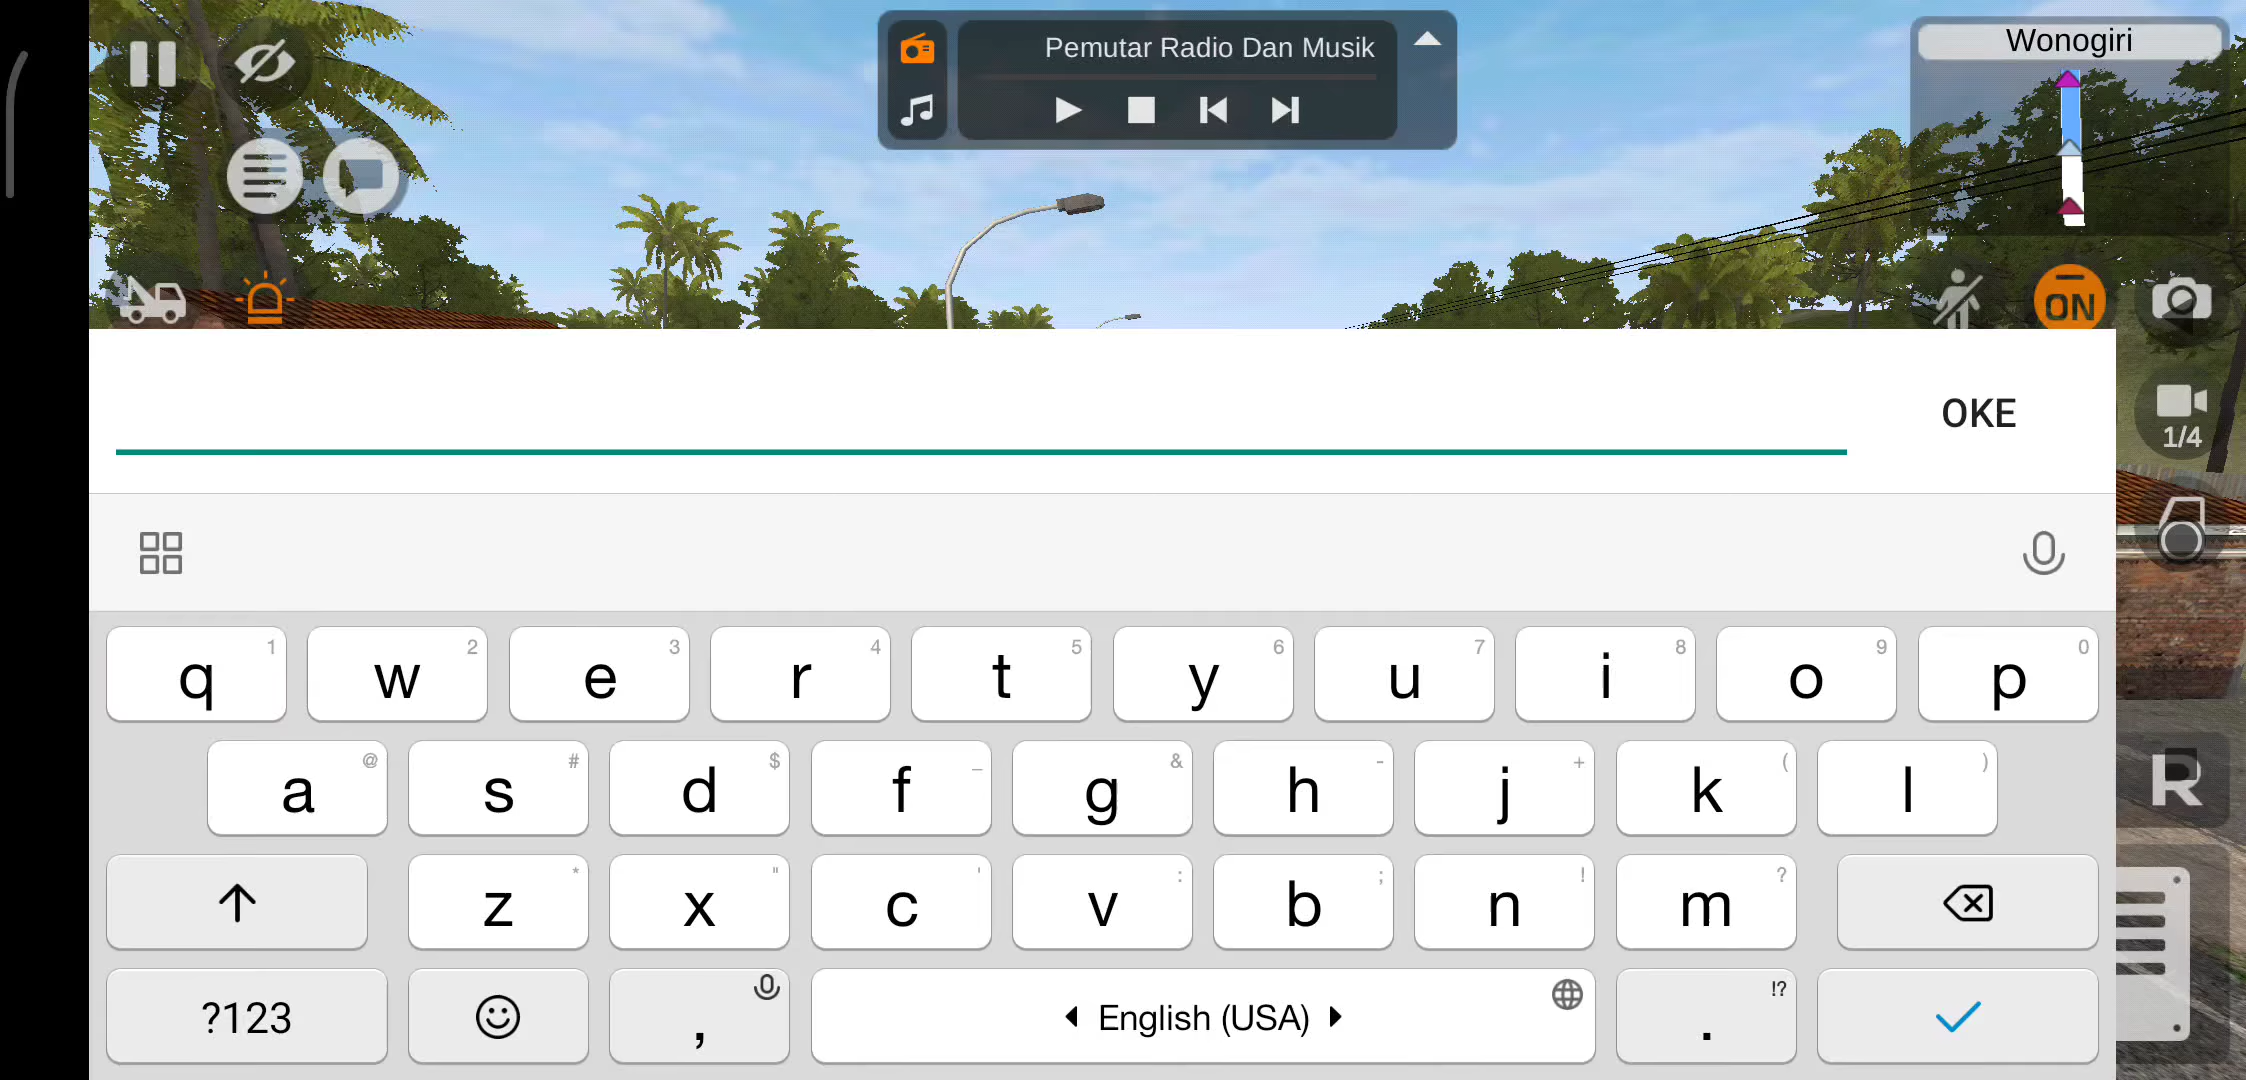 Pemutar Radio Dan Musik
Wonogiri
ON
OKE
1/4
q 1 w 2 e 3 r 4 t 5 y 6 u 7 i 8 o 9 p 0
a @ s # d $ f _ g & h - j + k ( l )
z * x " c ' v : b ; n ! m ?
?123 , English (USA) . !?
R